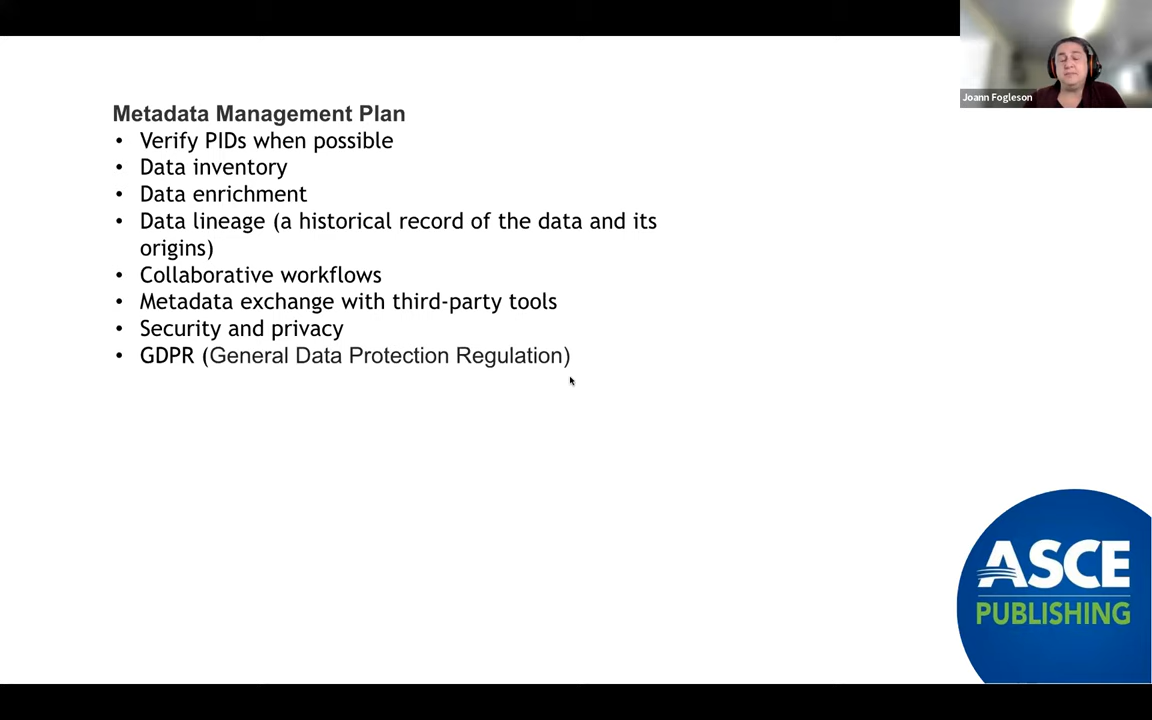 Joann Fogleson
Metadata Management Plan
• Verify PIDs when possible
• Data inventory
• Data enrichment
• Data lineage (a historical record of the data and its
origins)
• Collaborative workflows
• Metadata exchange with third-party tools
• Security and privacy
• GDPR (General Data Protection Regulation)
ASCE
PUBLISHING